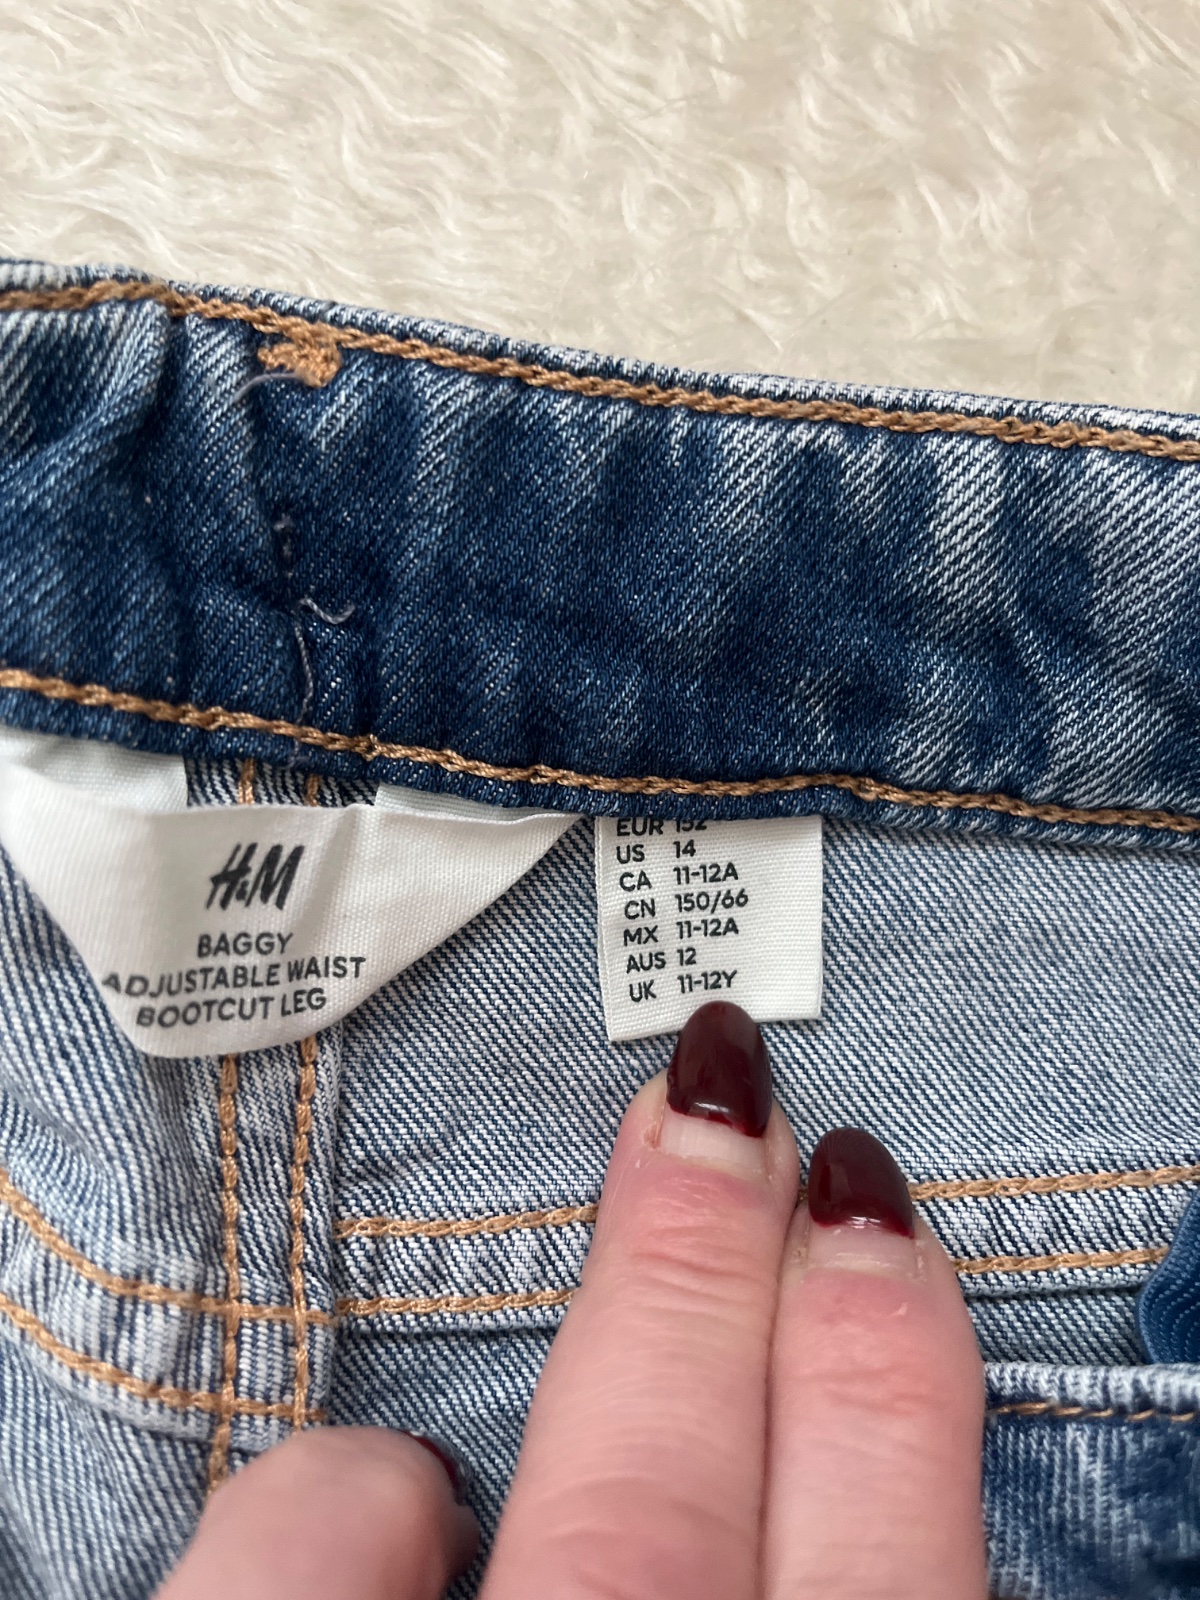 H&M
BAGGY
ADJUSTABLE WAIST
BOOTCUT LEG
EUR 152
US 14
CA 11-12A
CN 150/66
MX 11-12A
AUS 12
UK 11-12Y